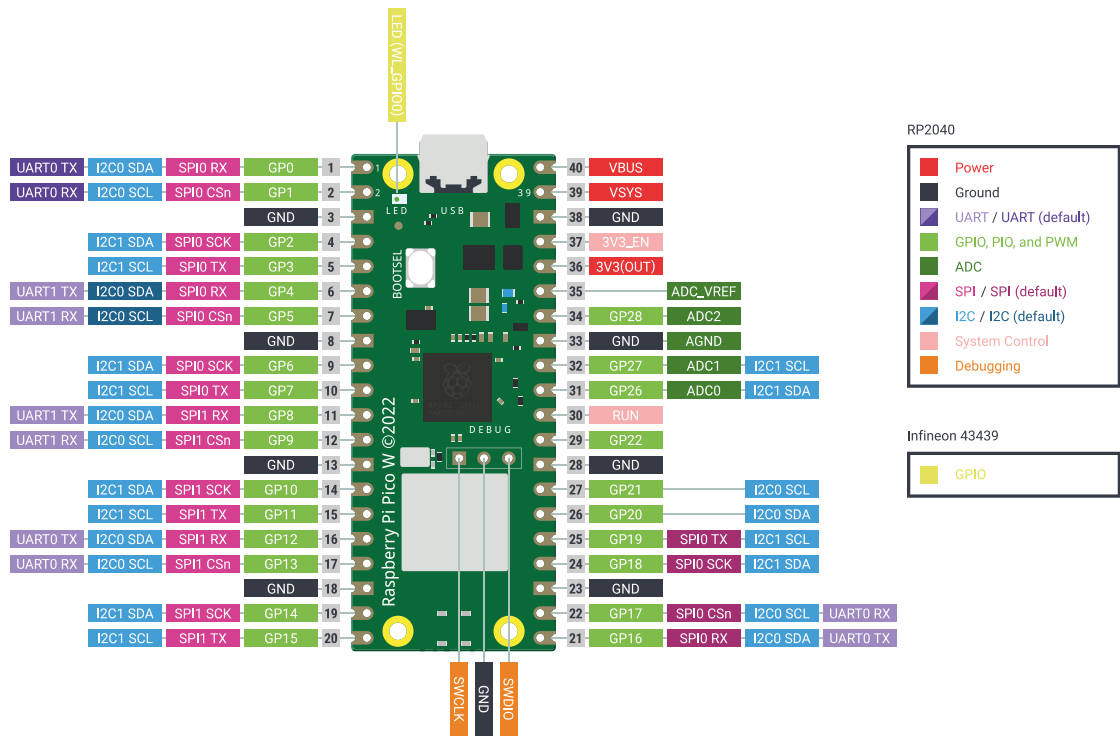 LED (WL_GPIO0)
UART0 TX I2C0 SDA SPI0 RX GP0 1
UART0 RX I2C0 SCL SPI0 CSn GP1 2
GND 3
I2C1 SDA SPI0 SCK GP2 4
I2C1 SCL SPI0 TX GP3 5
UART1 TX I2C0 SDA SPI0 RX GP4 6
UART1 RX I2C0 SCL SPI0 CSn GP5 7
GND 8
I2C1 SDA SPI0 SCK GP6 9
I2C1 SCL SPI0 TX GP7 10
UART1 TX I2C0 SDA SPI1 RX GP8 11
UART1 RX I2C0 SCL SPI1 CSn GP9 12
GND 13
I2C1 SDA SPI1 SCK GP10 14
I2C1 SCL SPI1 TX GP11 15
UART0 TX I2C0 SDA SPI1 RX GP12 16
UART0 RX I2C0 SCL SPI1 CSn GP13 17
GND 18
I2C1 SDA SPI1 SCK GP14 19
I2C1 SCL SPI1 TX GP15 20
1
2
39
LED
USB
BOOTSEL
DEBUG
Raspberry Pi Pico W ©2022
SWCLK
GND
SWDIO
40 VBUS
39 VSYS
38 GND
37 3V3_EN
36 3V3(OUT)
35 ADC_VREF
34 GP28 ADC2
33 GND AGND
32 GP27 ADC1 I2C1 SCL
31 GP26 ADC0 I2C1 SDA
30 RUN
29 GP22
28 GND
27 GP21 I2C0 SCL
26 GP20 I2C0 SDA
25 GP19 SPI0 TX I2C1 SCL
24 GP18 SPI0 SCK I2C1 SDA
23 GND
22 GP17 SPI0 CSn I2C0 SCL UART0 RX
21 GP16 SPI0 RX I2C0 SDA UART0 TX
RP2040
Power
Ground
UART / UART (default)
GPIO, PIO, and PWM
ADC
SPI / SPI (default)
I2C / I2C (default)
System Control
Debugging
Infineon 43439
GPIO